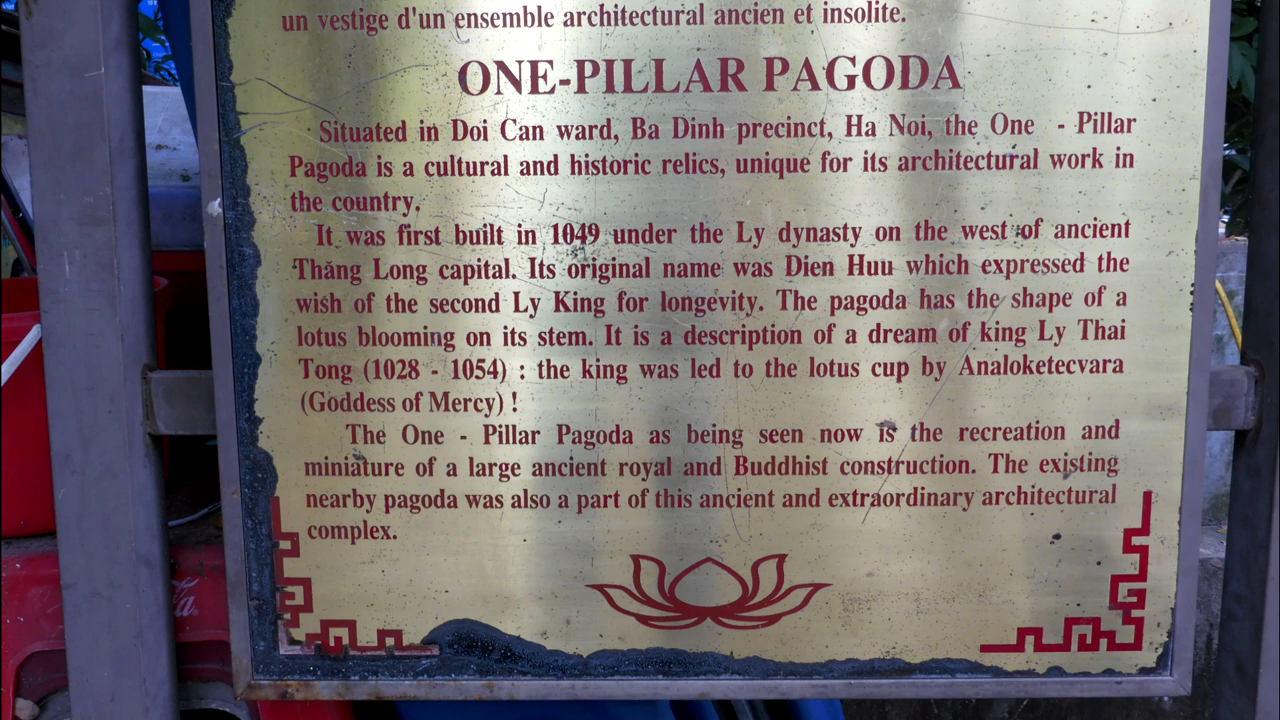 un vestige d'un ensemble architectural ancien et insolite.
ONE-PILLAR PAGODA
Situated in Doi Can ward, Ba Dinh precinct, Ha Noi, the One - Pillar
Pagoda is a cultural and historic relics, unique for its architectural work in
the country.
It was first built in 1049 under the Ly dynasty on the west of ancient
Thăng Long capital. Its original name was Dien Huu which expressed the
wish of the second Ly King for longevity. The pagoda has the shape of a
lotus blooming on its stem. It is a description of a dream of king Ly Thai
Tong (1028 - 1054) : the king was led to the lotus cup by Analoketecvara
(Goddess of Mercy) !
The One - Pillar Pagoda as being seen now is the recreation and
miniature of a large ancient royal and Buddhist construction. The existing
nearby pagoda was also a part of this ancient and extraordinary architectural
complex.